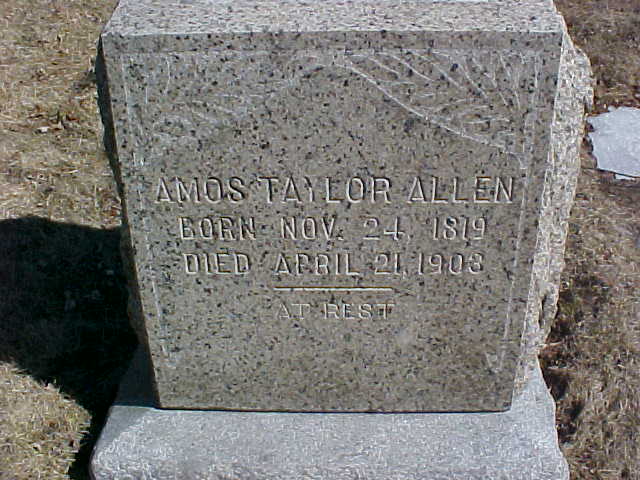 AMOS TAYLOR ALLEN
BORN NOV. 24, 1819
DIED APRIL 21, 1903
AT REST